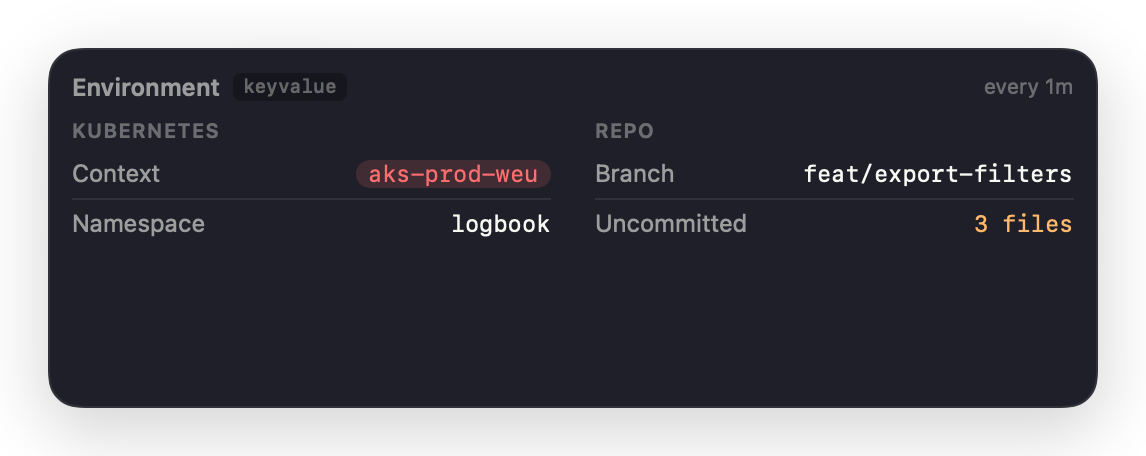 Environment keyvalue every 1m
KUBERNETES
Context aks-prod-weu
Namespace logbook
REPO
Branch feat/export-filters
Uncommitted 3 files